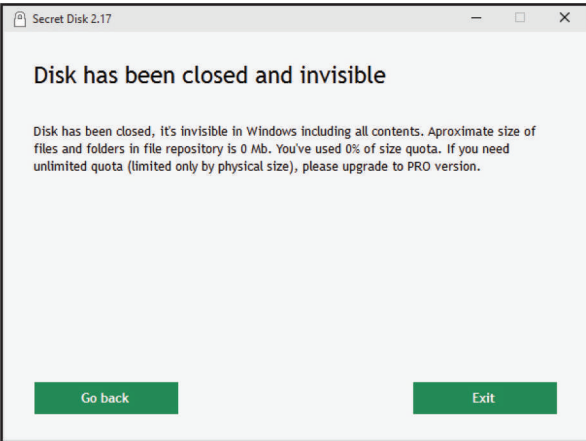 Secret Disk 2.17
Disk has been closed and invisible
Disk has been closed, it's invisible in Windows including all contents. Aproximate size of
files and folders in file repository is 0 Mb. You've used 0% of size quota. If you need
unlimited quota (limited only by physical size), please upgrade to PRO version.
Go back
Exit